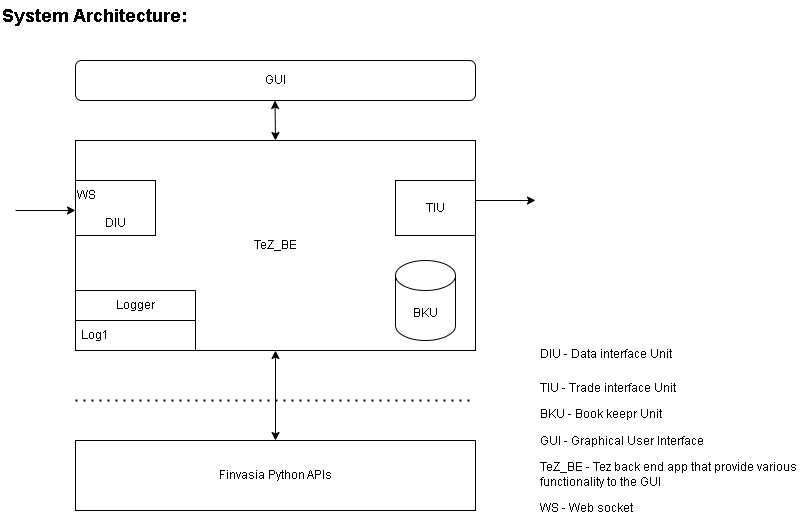 System Architecture:
GUI
WS
DIU
TIU
TeZ_BE
Logger
Log1
BKU
Finvasia Python APIs
DIU - Data interface Unit
TIU - Trade interface Unit
BKU - Book keepr Unit
GUI - Graphical User Interface
TeZ_BE - Tez back end app that provide various
functionality to the GUI
WS - Web socket